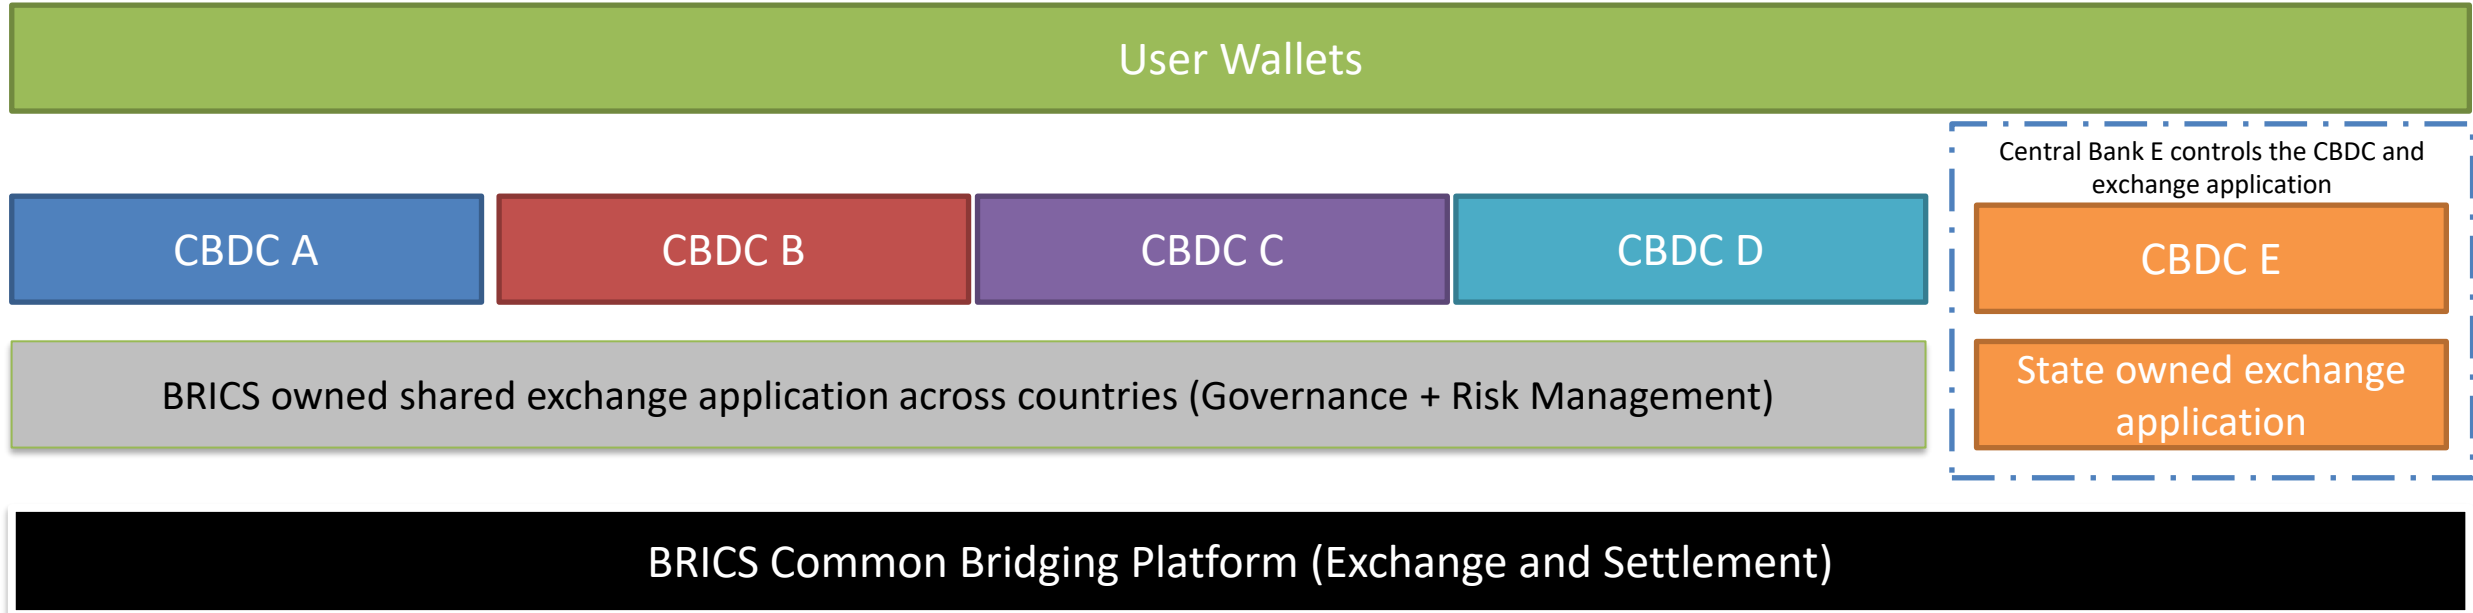 User Wallets
Central Bank E controls the CBDC and
exchange application
CBDC A
CBDC B
CBDC C
CBDC D
CBDC E
BRICS owned shared exchange application across countries (Governance + Risk Management)
State owned exchange
application
BRICS Common Bridging Platform (Exchange and Settlement)